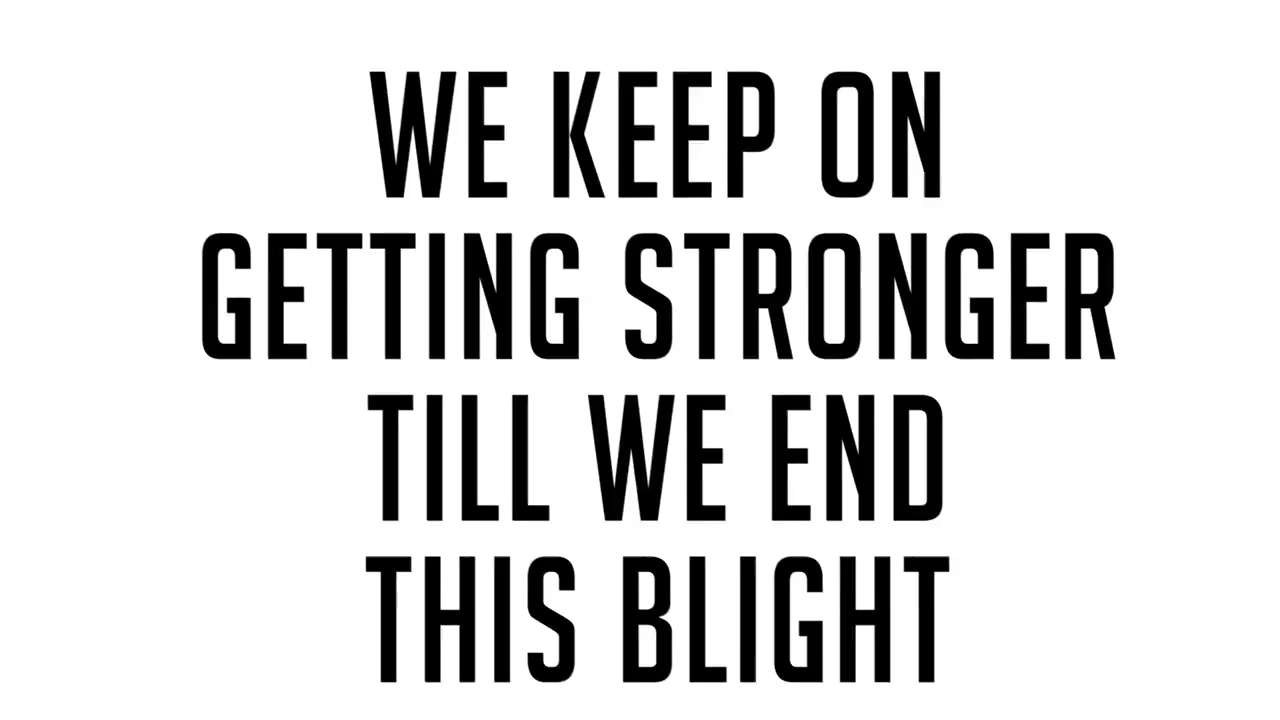 WE KEEP ON
GETTING STRONGER
TILL WE END
THIS BLIGHT